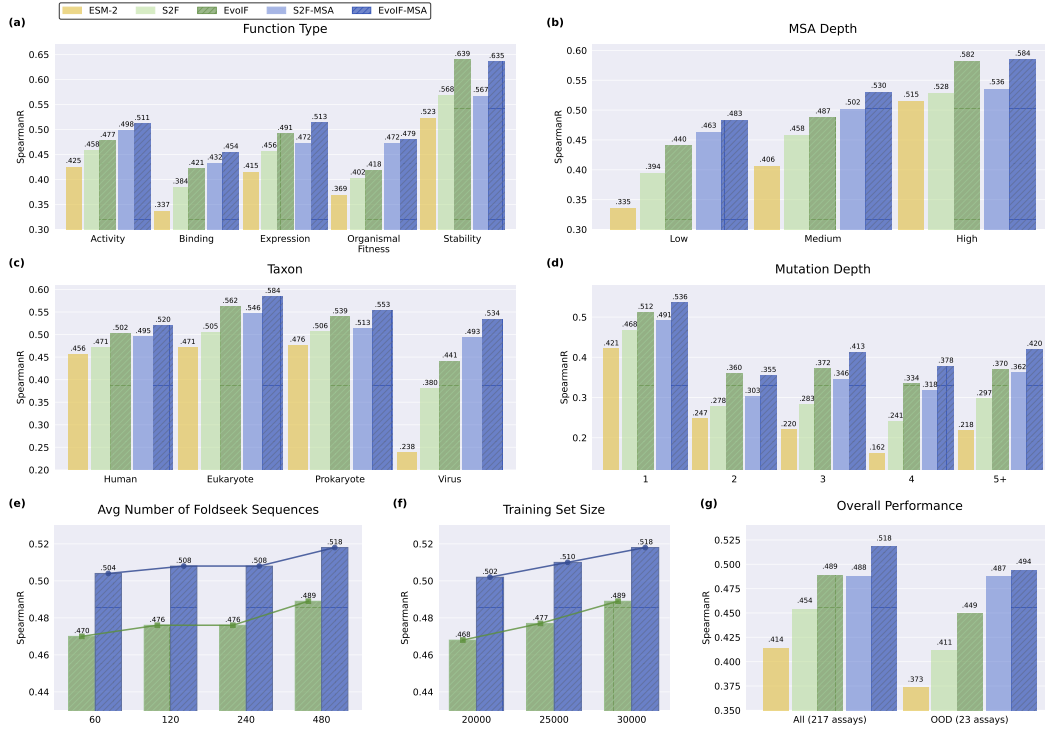 ESM-2 S2F EvoIF S2F-MSA EvoIF-MSA
(a) Function Type
SpearmanR
0.65
0.60
0.55
0.50
0.45
0.40
0.35
0.30
.425 .458 .477 .498 .511
.337 .384 .421 .432 .454
.415 .456 .491 .472 .513
.369 .402 .418 .472 .479
.523 .568 .639 .567 .635
Activity Binding Expression Organismal Fitness Stability
(b) MSA Depth
SpearmanR
0.60
0.55
0.50
0.45
0.40
0.35
0.30
.335 .394 .440 .463 .483
.406 .458 .487 .502 .530
.515 .528 .582 .536 .584
Low Medium High
(c) Taxon
SpearmanR
0.60
0.55
0.50
0.45
0.40
0.35
0.30
0.25
0.20
.456 .471 .502 .495 .520
.471 .505 .562 .546 .584
.476 .506 .539 .513 .553
.238 .380 .441 .493 .534
Human Eukaryote Prokaryote Virus
(d) Mutation Depth
SpearmanR
0.5
0.4
0.3
0.2
.421 .468 .512 .491 .536
.247 .278 .360 .303 .355
.220 .283 .372 .346 .413
.162 .241 .334 .318 .378
.218 .297 .370 .362 .420
1 2 3 4 5+
(e) Avg Number of Foldseek Sequences
SpearmanR
0.52
0.50
0.48
0.46
0.44
.470 .504 .476 .508 .476 .508 .489 .518
60 120 240 480
(f) Training Set Size
SpearmanR
0.52
0.50
0.48
0.46
0.44
.468 .502 .477 .510 .489 .518
20000 25000 30000
(g) Overall Performance
SpearmanR
0.525
0.500
0.475
0.450
0.425
0.400
0.375
0.350
.414 .454 .489 .488 .518
.373 .411 .449 .487 .494
All (217 assays) OOD (23 assays)